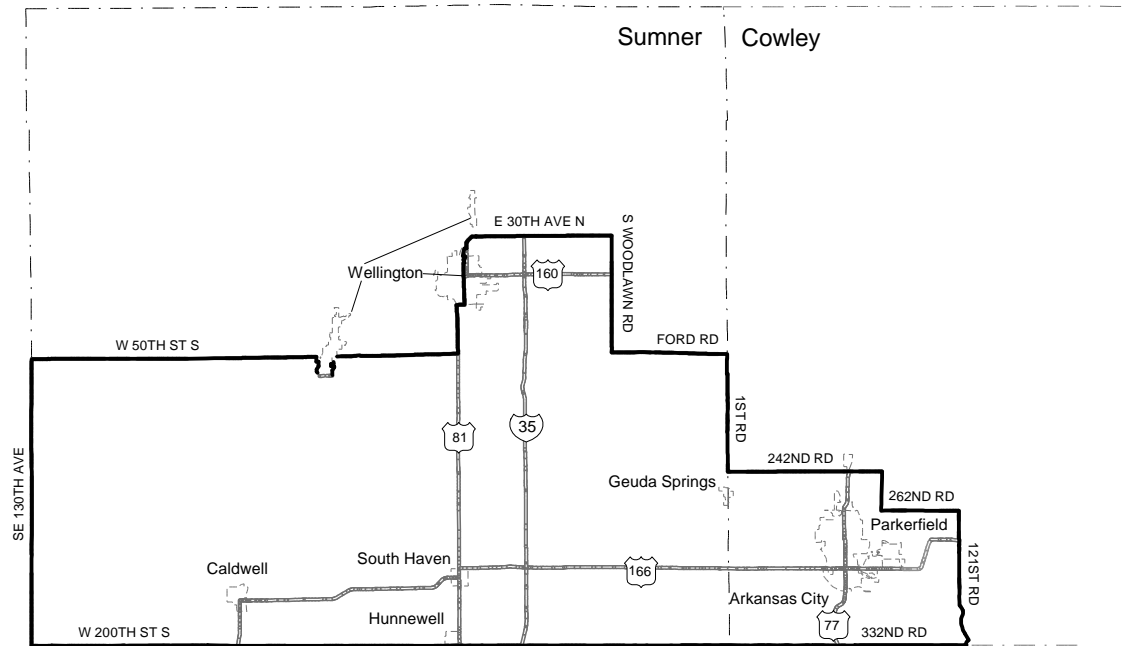 Sumner
Cowley
E 30TH AVE N
S WOODLAWN RD
Wellington
160
W 50TH ST S
FORD RD
1ST RD
81
35
242ND RD
SE 130TH AVE
Geuda Springs
262ND RD
Parkerfield
South Haven
166
121ST RD
Caldwell
Arkansas City
Hunnewell
77
W 200TH ST S
332ND RD